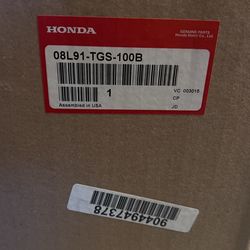 HONDA
GENUINE PARTS
Honda Motor Co., Ltd.
08L91-TGS-100B
1
VC 003015
CP
Assembled in USA
JD
9044947378